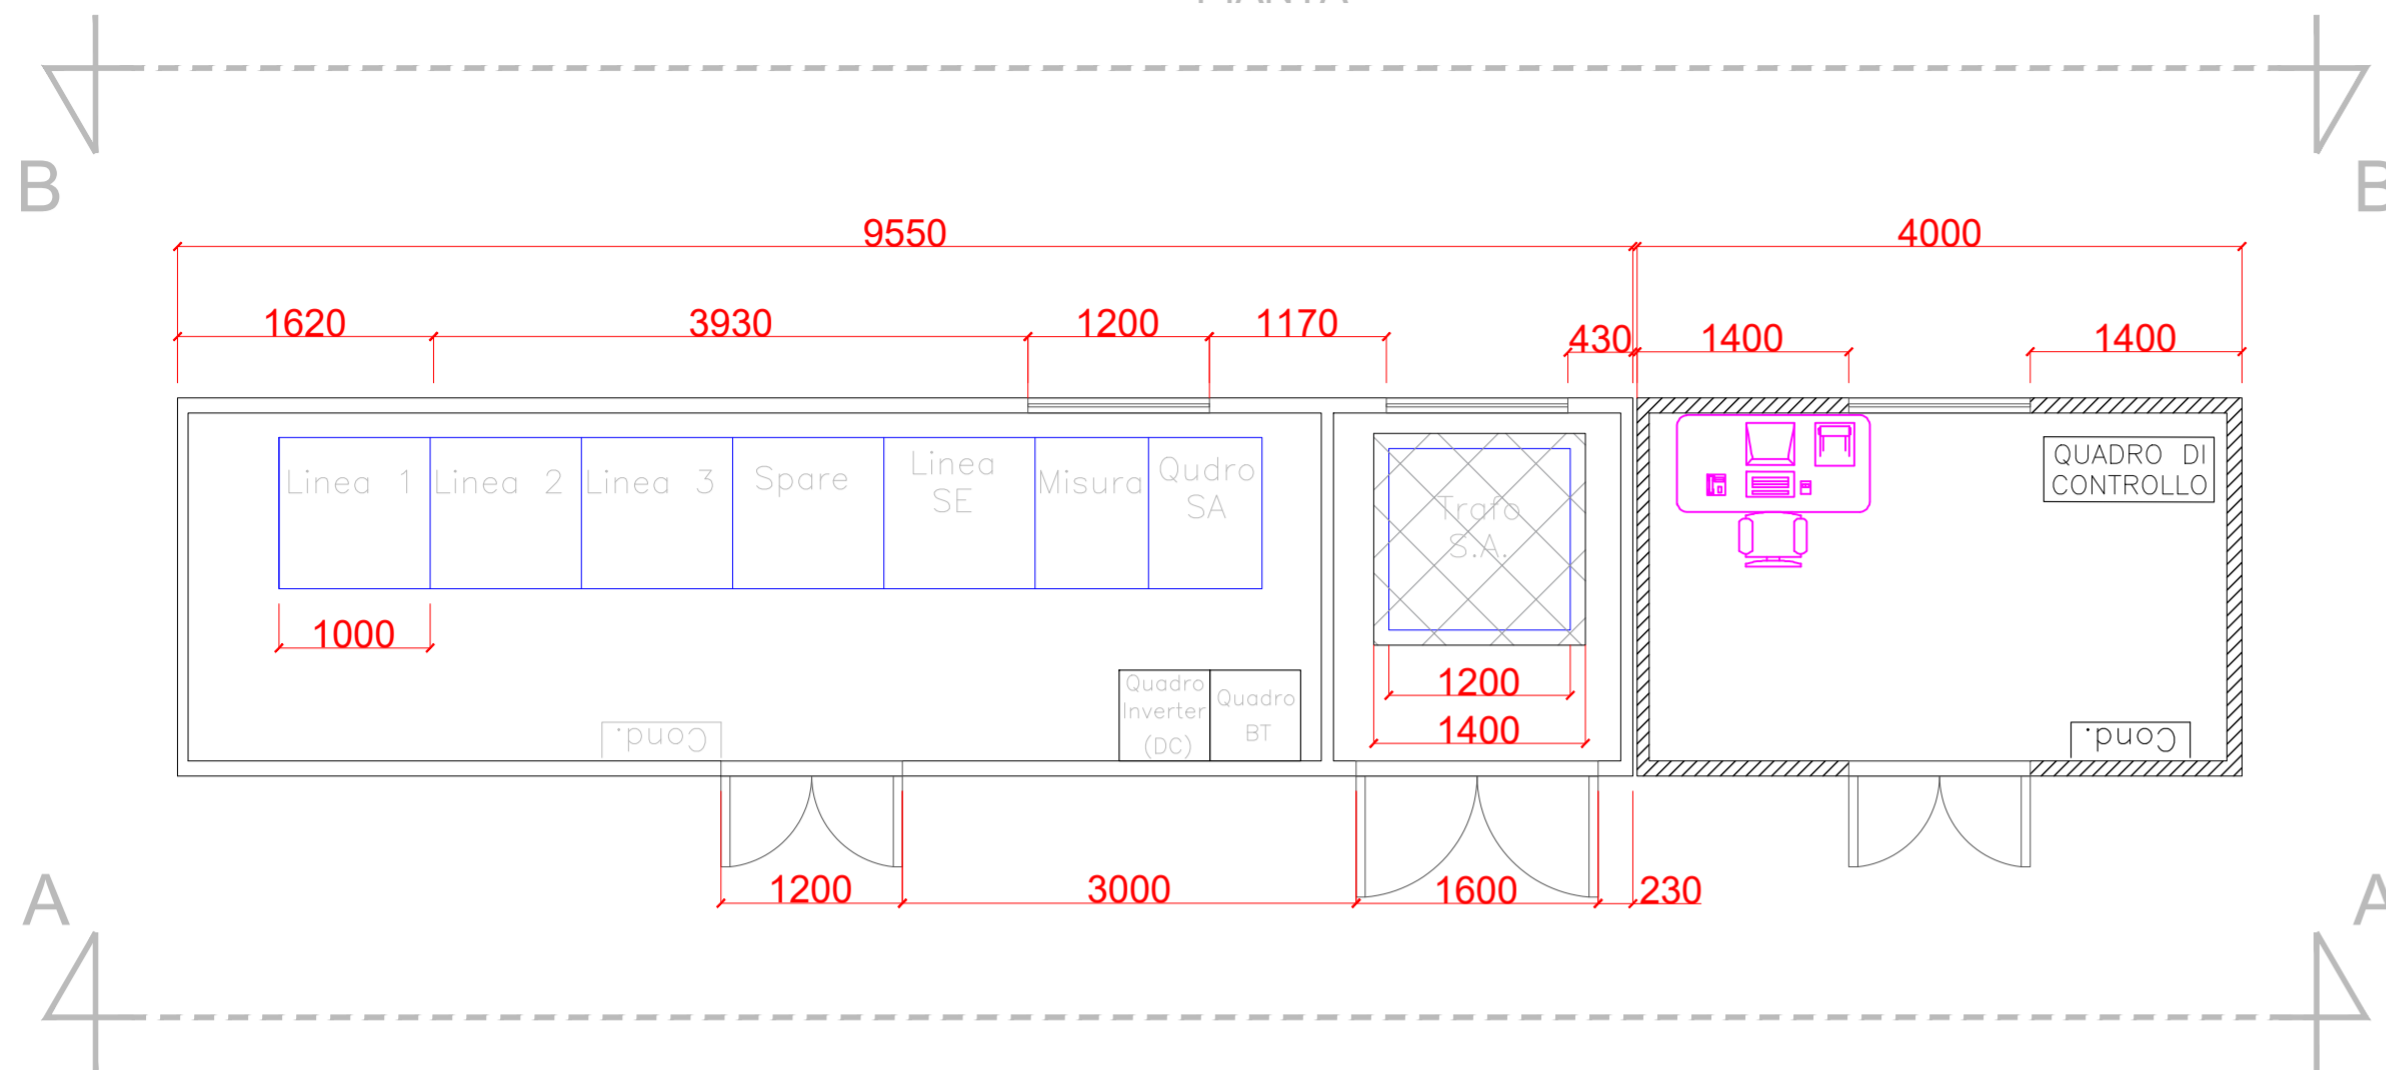 B
B
9550
4000
1620
3930
1200
1170
430
1400
1400
Linea 1
Linea 2
Linea 3
Spare
Linea
SE
Misura
Qudro
SA
Trafo
S.A.
QUADRO DI
CONTROLLO
1000
1200
1400
Quadro
Inverter
(DC)
Quadro
BT
Cond.
Cond.
1200
3000
1600
230
A
A